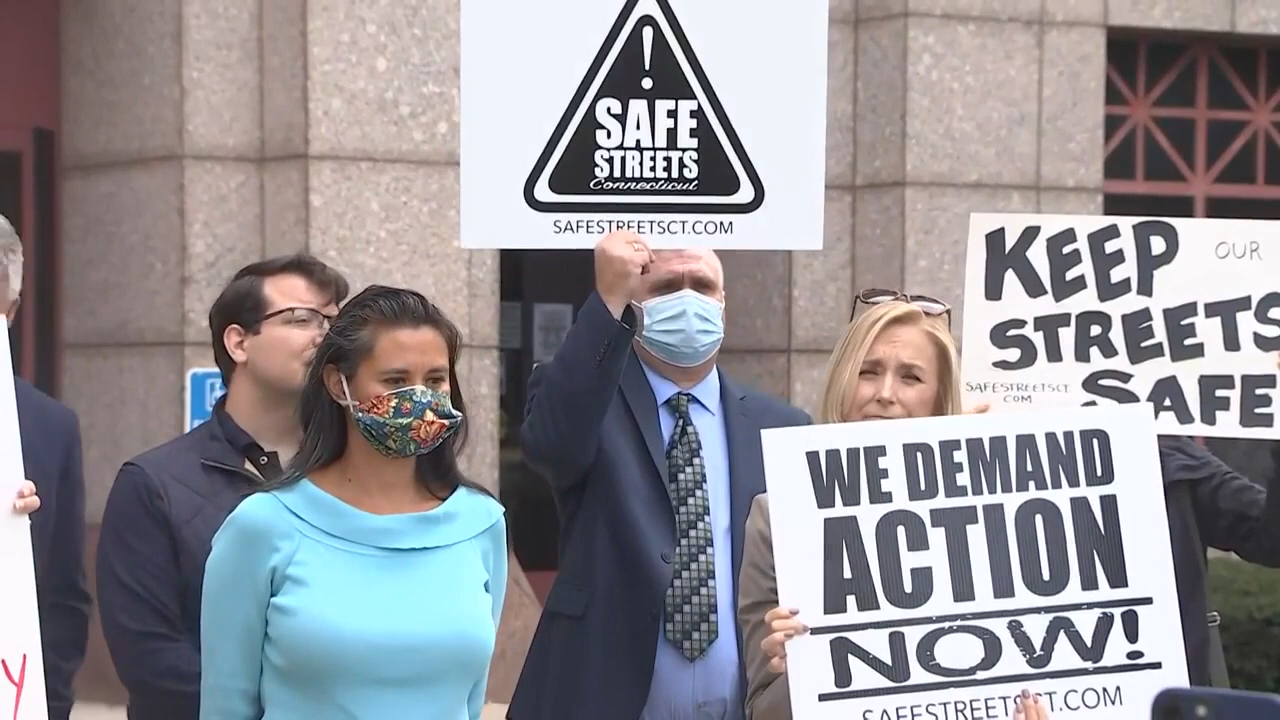 !
SAFE
STREETS
Connecticut
SAFESTREETSCT.COM
KEEP OUR
STREETS
SAFE
SAFESTREETSCT.
COM
WE DEMAND
ACTION
NOW!
SAFESTREETSCT.COM
Y